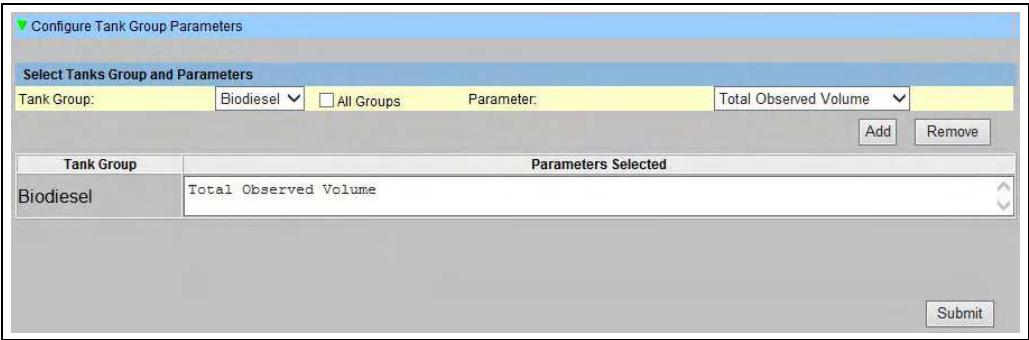 Configure Tank Group Parameters
Select Tanks Group and Parameters
Tank Group: Biodiesel All Groups Parameter: Total Observed Volume
Add Remove
Tank Group Parameters Selected
Biodiesel Total Observed Volume
Submit